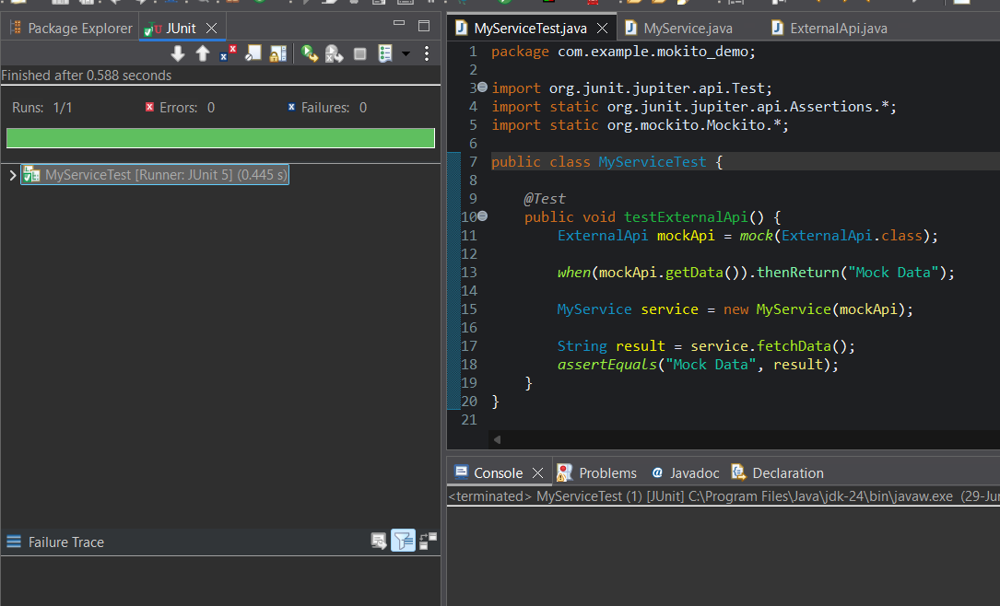 Package Explorer
JUnit
Finished after 0.588 seconds
Runs: 1/1
Errors: 0
Failures: 0
MyServiceTest [Runner: JUnit 5] (0.445 s)
Failure Trace
MyServiceTest.java
MyService.java
ExternalApi.java
1 package com.example.mokito_demo;
2
3 import org.junit.jupiter.api.Test;
4 import static org.junit.jupiter.api.Assertions.*;
5 import static org.mockito.Mockito.*;
6
7 public class MyServiceTest {
8
9     @Test
10     public void testExternalApi() {
11         ExternalApi mockApi = mock(ExternalApi.class);
12
13         when(mockApi.getData()).thenReturn("Mock Data");
14
15         MyService service = new MyService(mockApi);
16
17         String result = service.fetchData();
18         assertEquals("Mock Data", result);
19     }
20 }
21
Console
Problems
@ Javadoc
Declaration
<terminated> MyServiceTest (1) [JUnit] C:\Program Files\Java\jdk-24\bin\javaw.exe (29-Jun